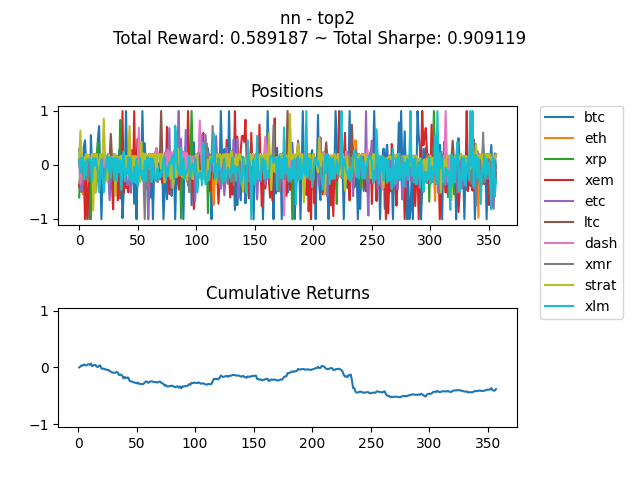 nn - top2
Total Reward: 0.589187 ~ Total Sharpe: 0.909119
Positions
1
0
−1
0 50 100 150 200 250 300 350
btc
eth
xrp
xem
etc
ltc
dash
xmr
strat
xlm
Cumulative Returns
1
0
−1
0 50 100 150 200 250 300 350